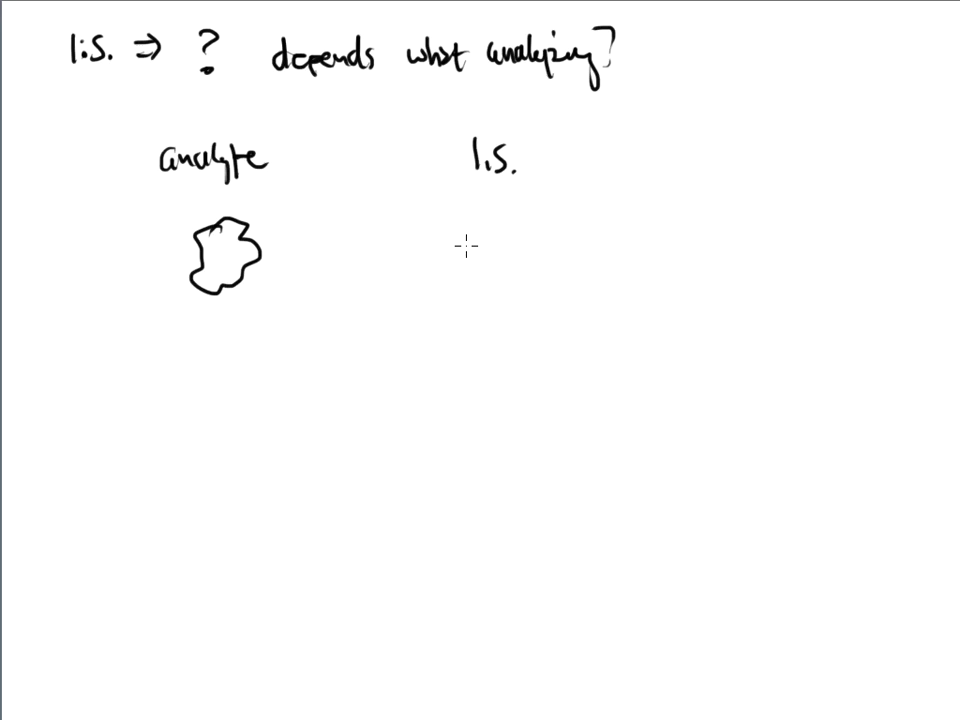 I.S. ⇒ ? depends what analyzing?
analyte I.S.